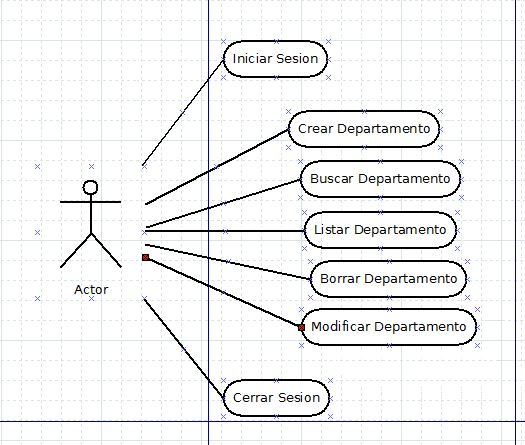 Iniciar Sesion
Crear Departamento
Buscar Departamento
Listar Departamento
Borrar Departamento
Actor
Modificar Departamento
Cerrar Sesion